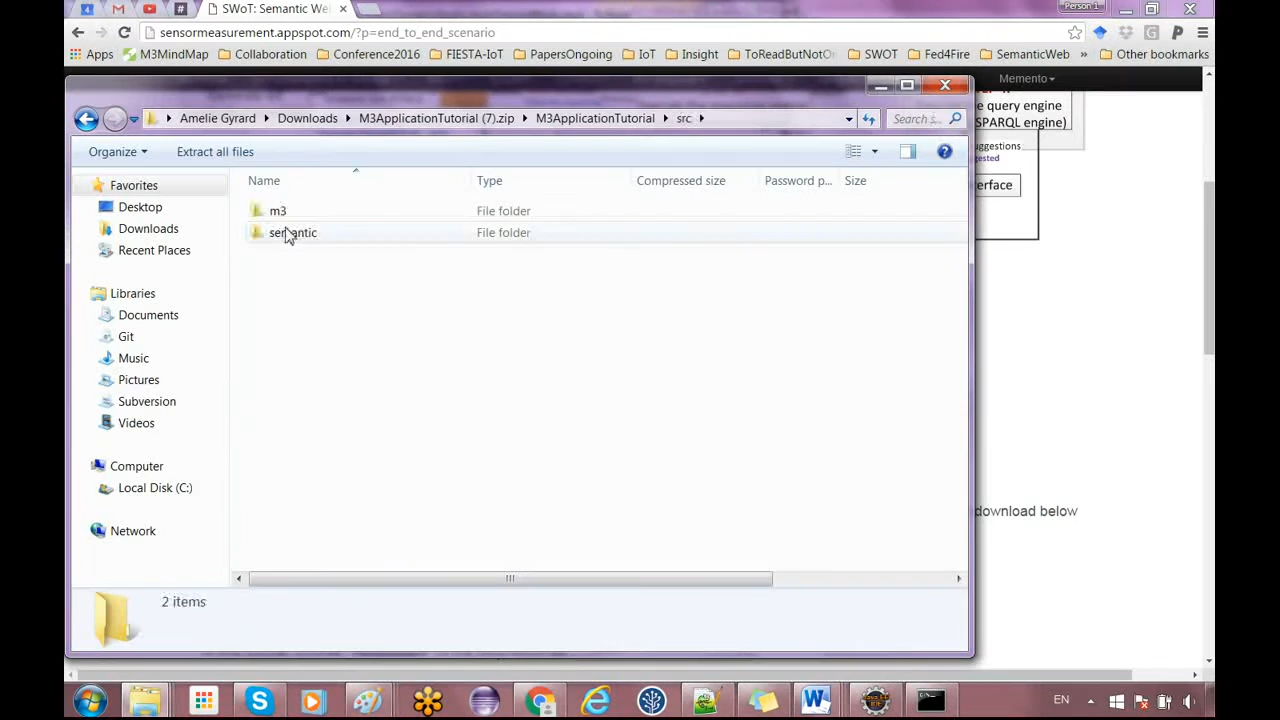 SWoT: Semantic We
Person 1
sensormeasurement.appspot.com/?p=end_to_end_scenario
Apps M3MindMap Collaboration Conference2016 FIESTA-IoT PapersOngoing IoT Insight ToReadButNotOn SWOT Fed4Fire SemanticWeb » Other bookmarks
Memento
Amelie Gyrard Downloads M3ApplicationTutorial (7).zip M3ApplicationTutorial src
Search s...
e query engine
SPARQL engine)
Organize Extract all files
uggestions
gested
Name Type Compressed size Password p... Size
erface
Favorites
Desktop
Downloads
Recent Places
m3 File folder
semantic File folder
Libraries
Documents
Git
Music
Pictures
Subversion
Videos
Computer
Local Disk (C:)
Network
download below
2 items
EN